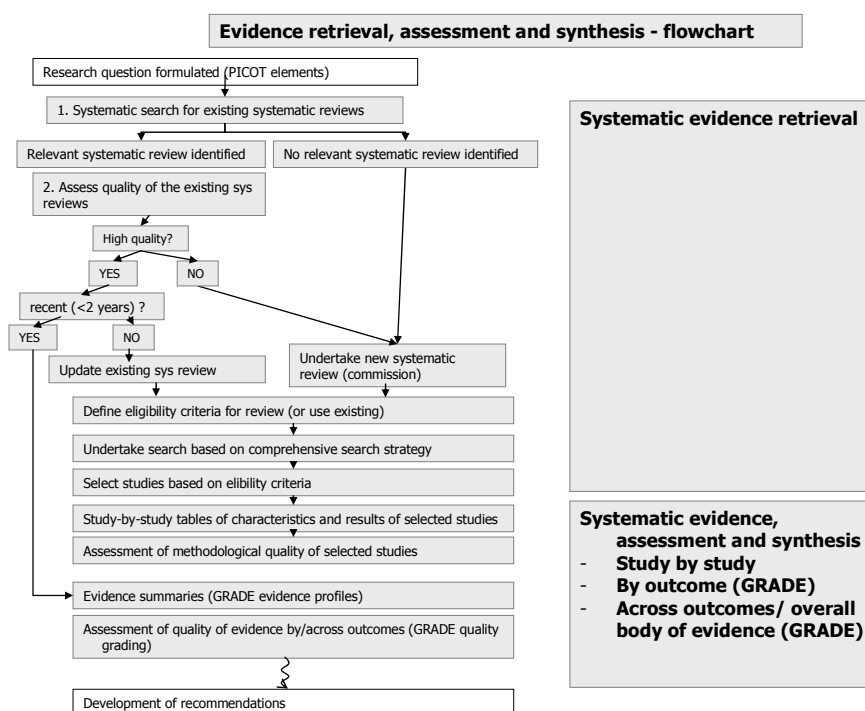 Evidence retrieval, assessment and synthesis - flowchart
Research question formulated (PICOT elements)
1. Systematic search for existing systematic reviews
Relevant systematic review identified
No relevant systematic review identified
2. Assess quality of the existing sys
reviews
High quality?
YES
NO
recent (<2 years) ?
YES
NO
Update existing sys review
Undertake new systematic
review (commission)
Define eligibility criteria for review (or use existing)
Undertake search based on comprehensive search strategy
Select studies based on elibility criteria
Study-by-study tables of characteristics and results of selected studies
Assessment of methodological quality of selected studies
Evidence summaries (GRADE evidence profiles)
Assessment of quality of evidence by/across outcomes (GRADE quality
grading)
Development of recommendations
Systematic evidence retrieval
Systematic evidence,
assessment and synthesis
- Study by study
- By outcome (GRADE)
- Across outcomes/ overall
body of evidence (GRADE)